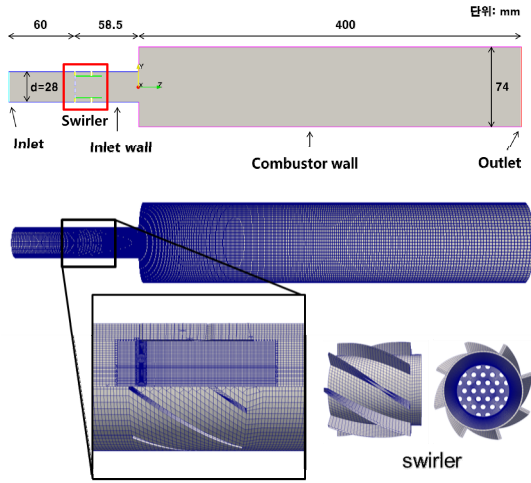 단위: mm
60 58.5 400
Y
d=28 X Z 74
Swirler
Inlet Inlet wall Combustor wall Outlet
swirler